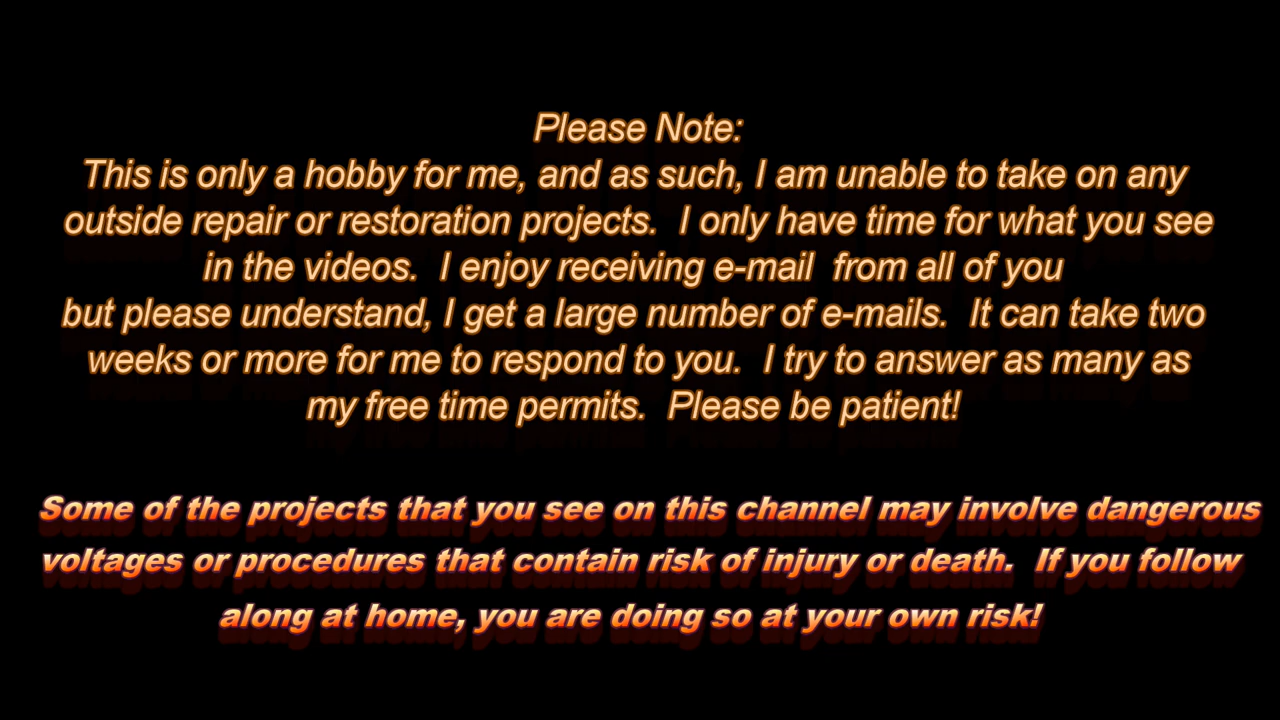 Please Note:
This is only a hobby for me, and as such, I am unable to take on any
outside repair or restoration projects.  I only have time for what you see
in the videos.  I enjoy receiving e-mail  from all of you
but please understand, I get a large number of e-mails.  It can take two
weeks or more for me to respond to you.  I try to answer as many as
my free time permits.  Please be patient!
Some of the projects that you see on this channel may involve dangerous
voltages or procedures that contain risk of injury or death.  If you follow
along at home, you are doing so at your own risk!